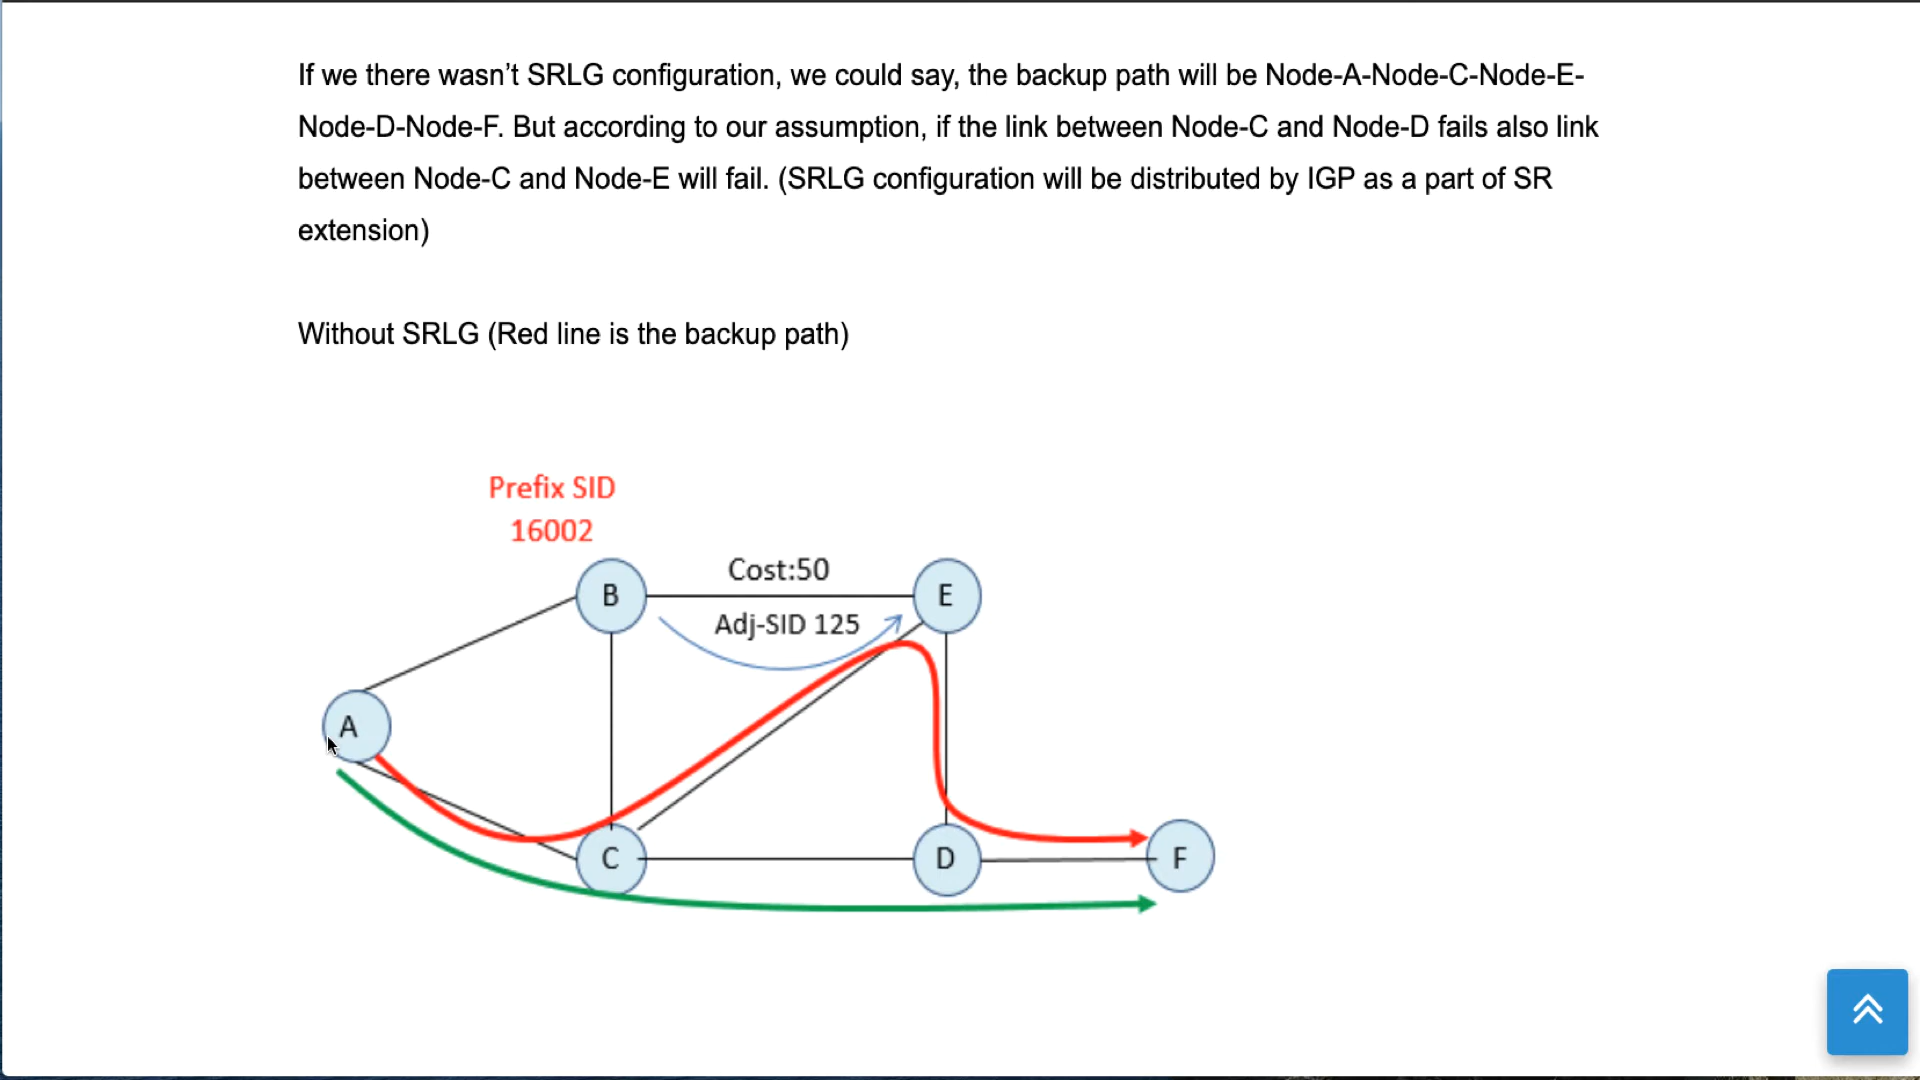 If we there wasn’t SRLG configuration, we could say, the backup path will be Node-A-Node-C-Node-E-
Node-D-Node-F. But according to our assumption, if the link between Node-C and Node-D fails also link
between Node-C and Node-E will fail. (SRLG configuration will be distributed by IGP as a part of SR
extension)
Without SRLG (Red line is the backup path)
Prefix SID
16002
Cost:50
B
E
Adj-SID 125
A
C
D
F